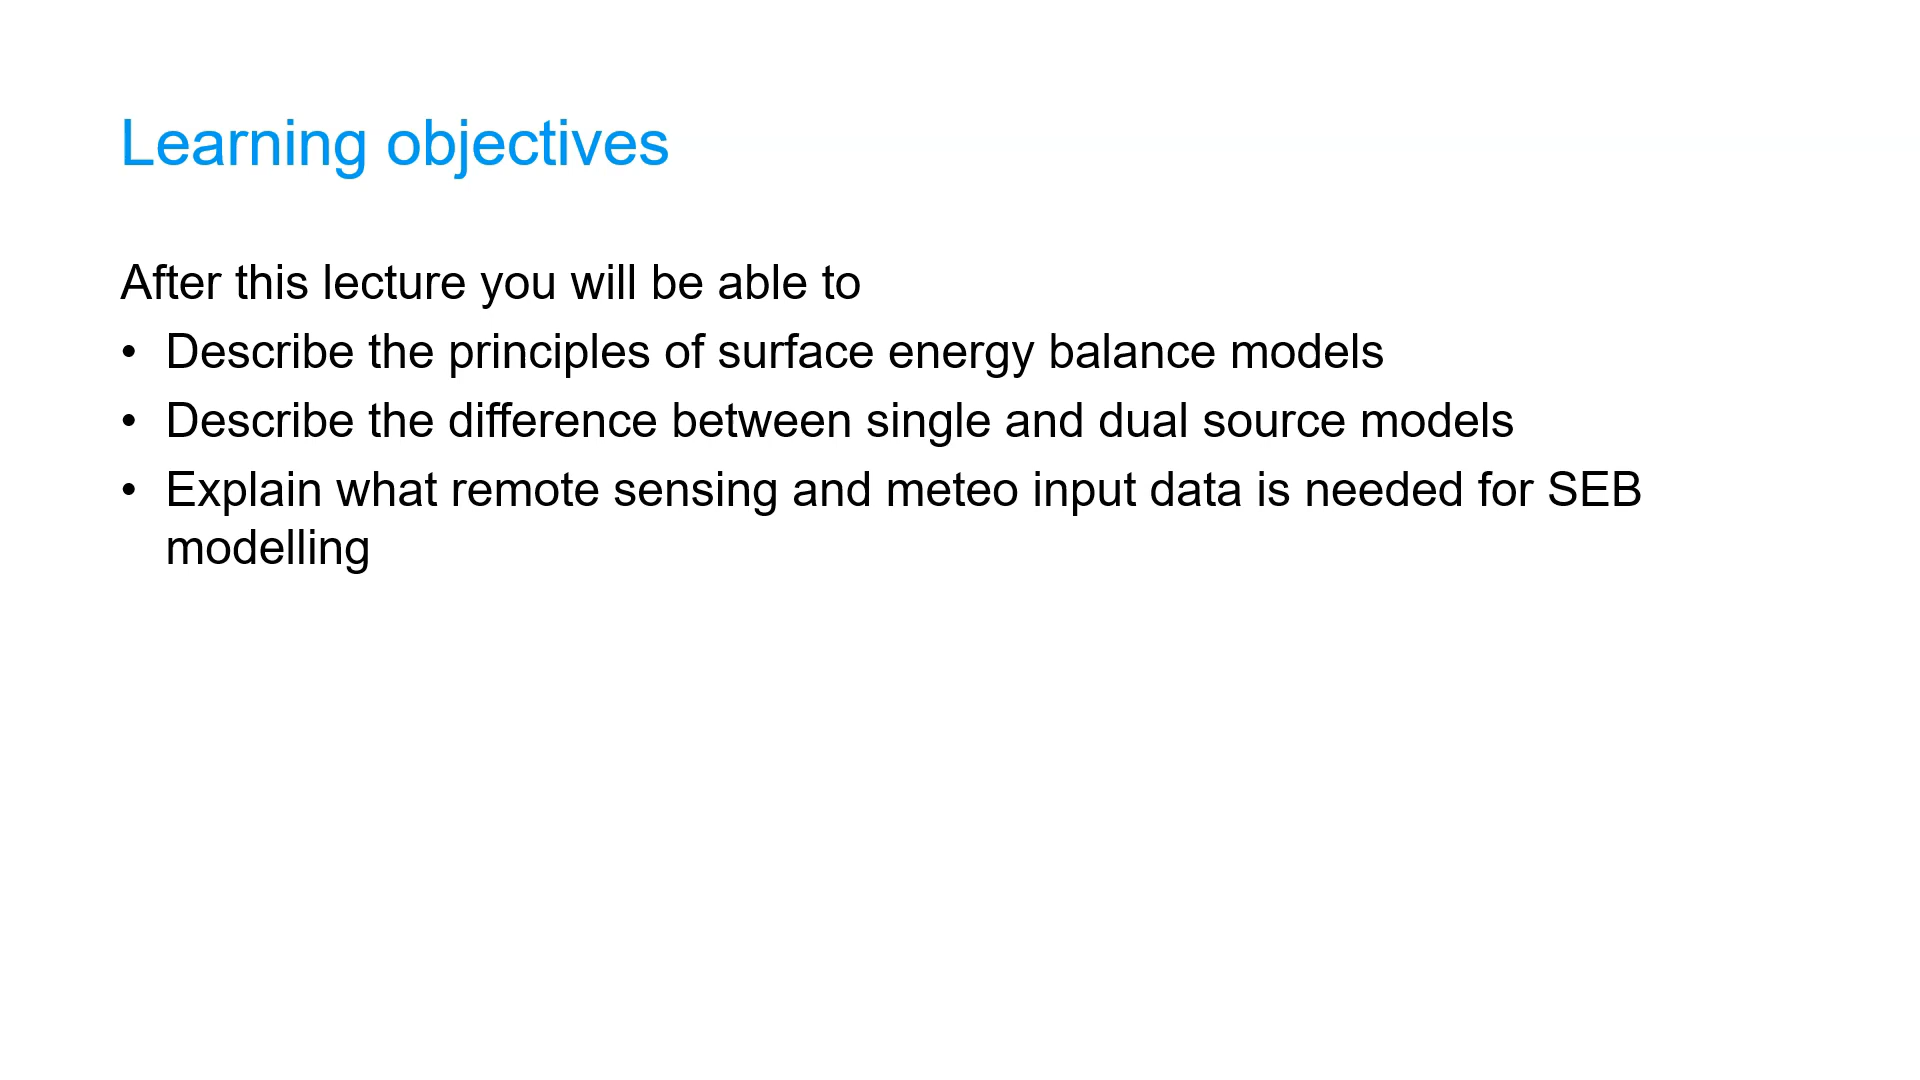 Learning objectives
After this lecture you will be able to
• Describe the principles of surface energy balance models
• Describe the difference between single and dual source models
• Explain what remote sensing and meteo input data is needed for SEB
modelling